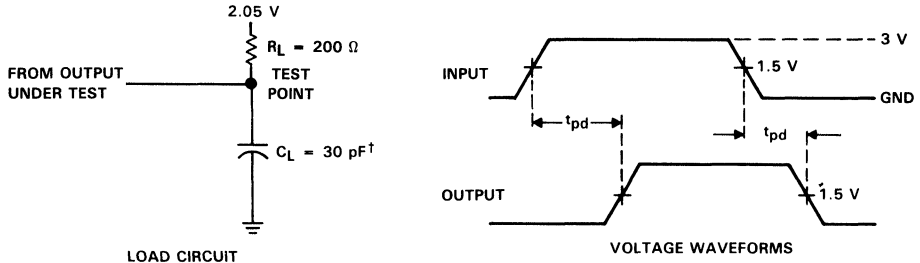 2.05 V
R_L = 200 Ω
FROM OUTPUT
UNDER TEST
TEST
POINT
C_L = 30 pF†
LOAD CIRCUIT
3 V
INPUT
1.5 V
GND
t_pd
t_pd
OUTPUT
1.5 V
VOLTAGE WAVEFORMS